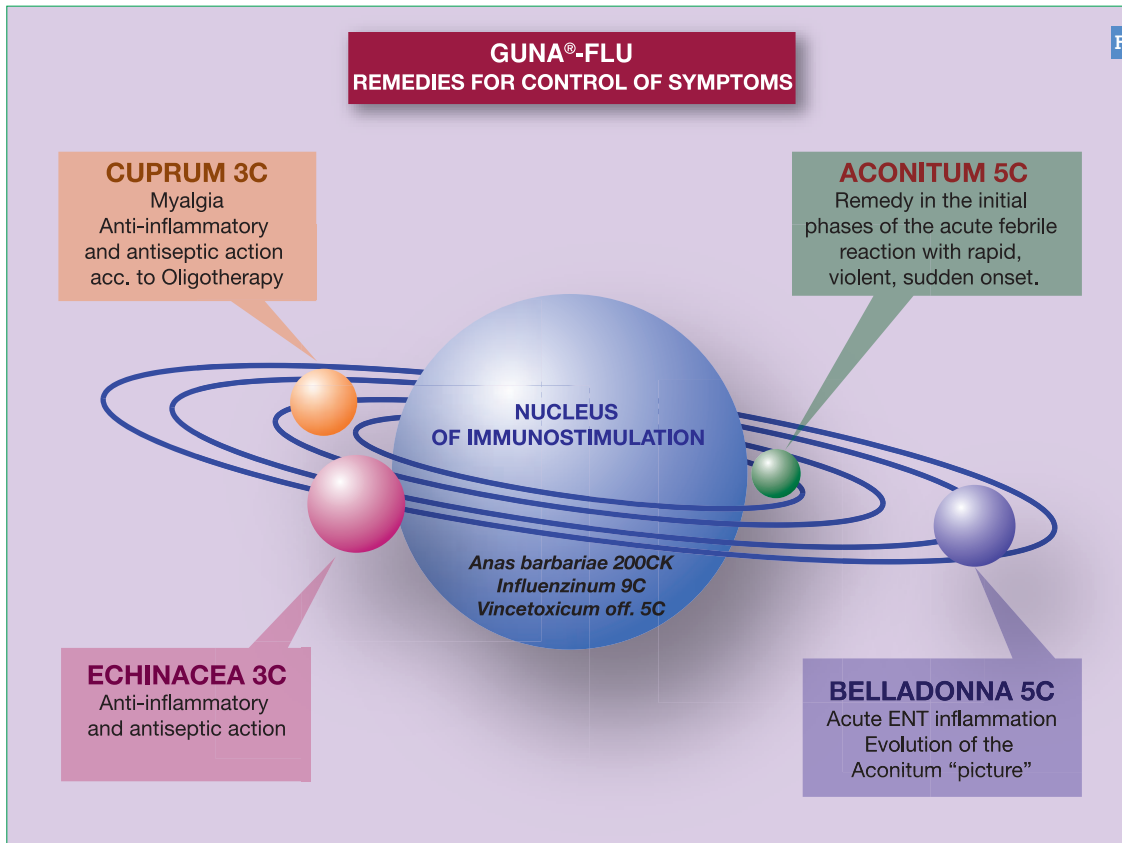 GUNA®-FLU
REMEDIES FOR CONTROL OF SYMPTOMS
F
CUPRUM 3C
Myalgia
Anti-inflammatory
and antiseptic action
acc. to Oligotherapy
ACONITUM 5C
Remedy in the initial
phases of the acute febrile
reaction with rapid,
violent, sudden onset.
NUCLEUS
OF IMMUNOSTIMULATION
Anas barbariae 200CK
Influenzinum 9C
Vincetoxicum off. 5C
ECHINACEA 3C
Anti-inflammatory
and antiseptic action
BELLADONNA 5C
Acute ENT inflammation
Evolution of the
Aconitum “picture”